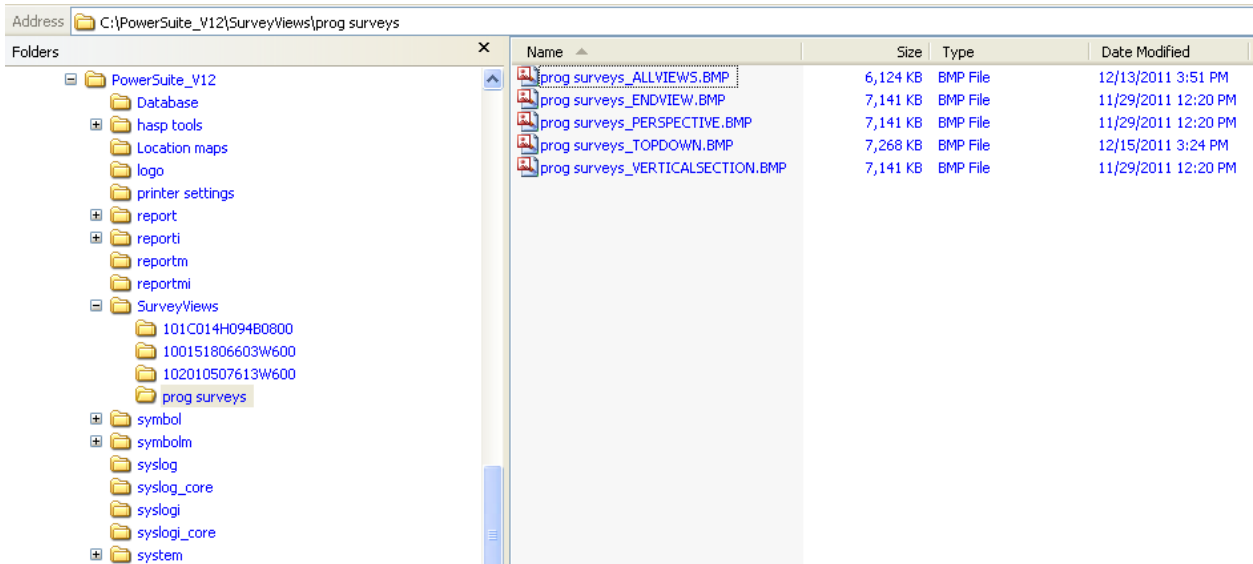 Address C:\PowerSuite_V12\SurveyViews\prog surveys
Folders x
PowerSuite_V12
Database
hasp tools
Location maps
logo
printer settings
report
reporti
reportm
reportmi
SurveyViews
101C014H094B0800
100151806603W600
102010507613W600
prog surveys
symbol
symbolm
syslog
syslog_core
syslogi
syslogi_core
system
Name Size Type Date Modified
prog surveys_ALLVIEWS.BMP 6,124 KB BMP File 12/13/2011 3:51 PM
prog surveys_ENDVIEW.BMP 7,141 KB BMP File 11/29/2011 12:20 PM
prog surveys_PERSPECTIVE.BMP 7,141 KB BMP File 11/29/2011 12:20 PM
prog surveys_TOPDOWN.BMP 7,268 KB BMP File 12/15/2011 3:24 PM
prog surveys_VERTICALSECTION.BMP 7,141 KB BMP File 11/29/2011 12:20 PM